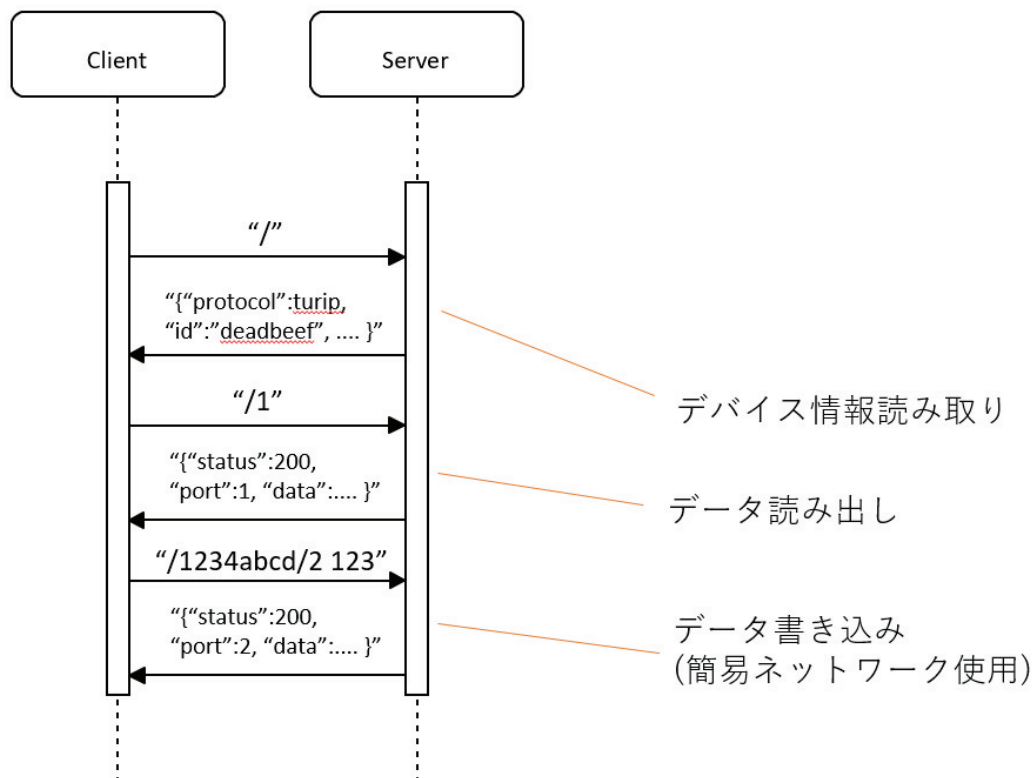 Client
Server
“/”
“{“protocol”:turip,
“id”:”deadbeef”, .... }”
デバイス情報読み取り
“/1”
“{“status”:200,
“port”:1, “data”:.... }”
データ読み出し
“/1234abcd/2 123”
“{“status”:200,
“port”:2, “data”:.... }”
データ書き込み
(簡易ネットワーク使用)